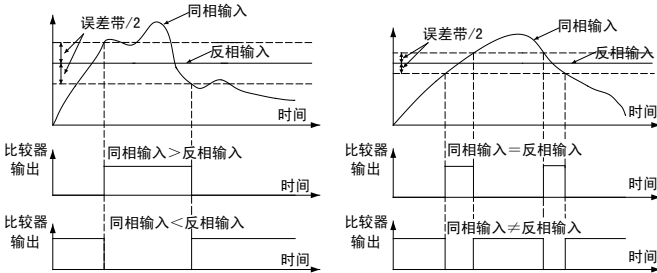 同相输入
误差带/2
反相输入
时间
比较器
输出
同相输入＞反相输入
时间
比较器
输出
同相输入＜反相输入
时间
同相输入
误差带/2
反相输入
时间
比较器
输出
同相输入＝反相输入
时间
比较器
输出
同相输入≠反相输入
时间